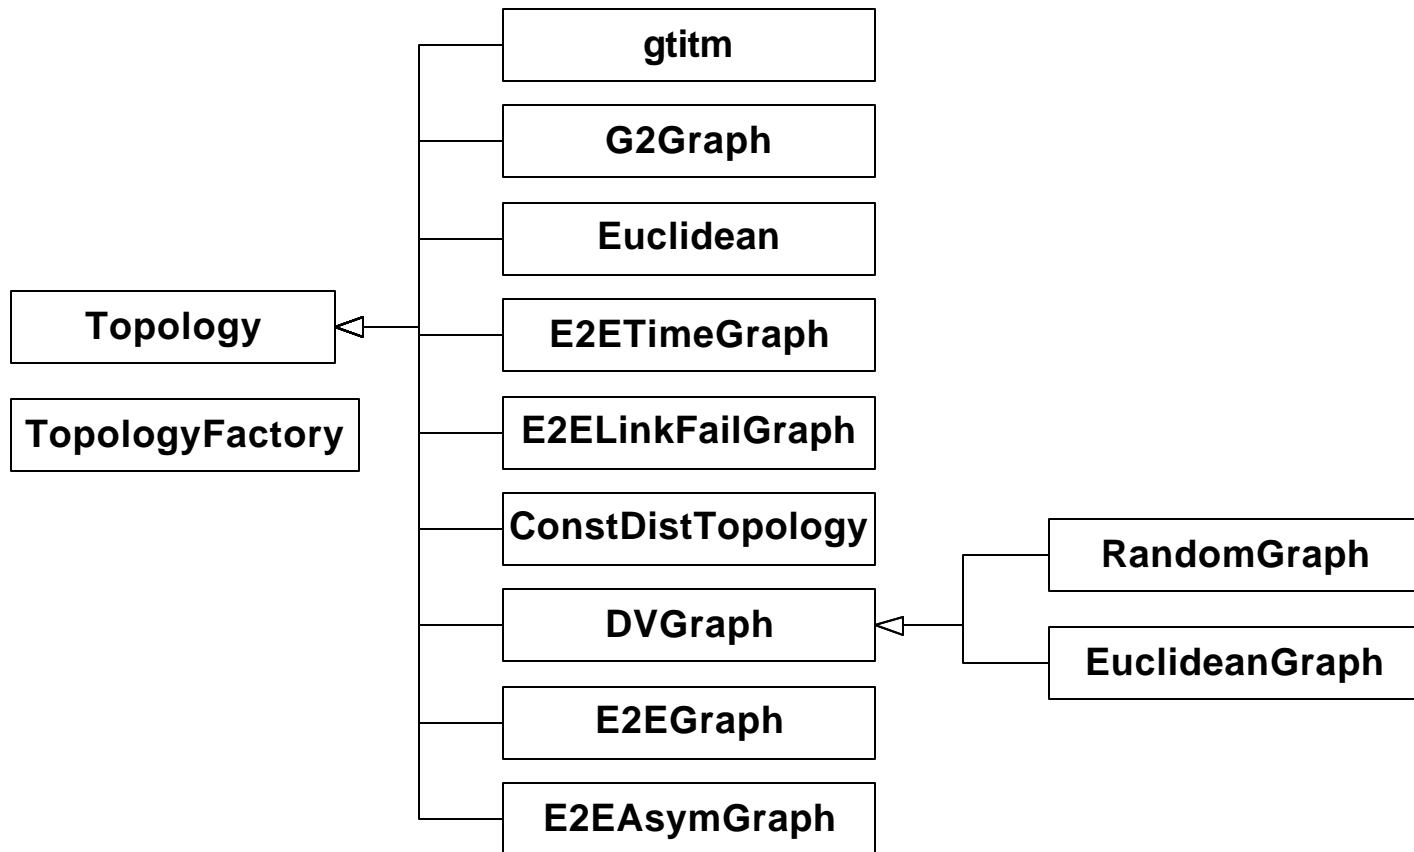 gtitm
G2Graph
Euclidean
E2ETimeGraph
Topology
TopologyFactory
E2ELinkFailGraph
ConstDistTopology
DVGraph
RandomGraph
EuclideanGraph
E2EGraph
E2EAsymGraph